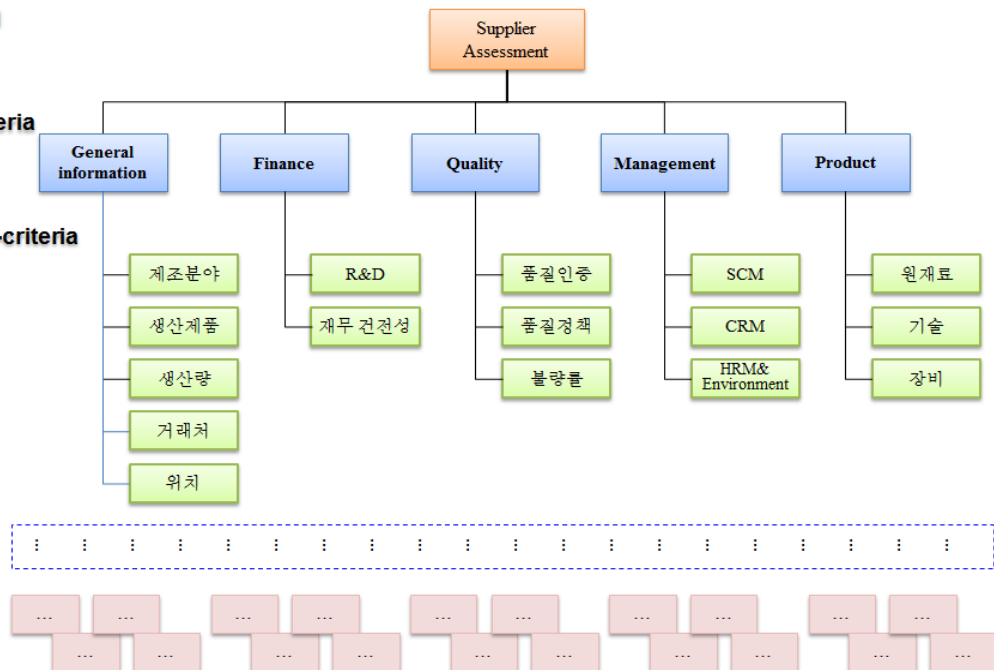 Supplier
Assessment
eria
General
information
Finance
Quality
Management
Product
-criteria
제조분야
R&D
품질인증
SCM
원재료
생산제품
재무 건전성
품질정책
CRM
기술
생산량
불량률
HRM&
Environment
장비
거래처
위치
⋮ ⋮ ⋮ ⋮ ⋮ ⋮ ⋮ ⋮ ⋮ ⋮ ⋮ ⋮ ⋮ ⋮ ⋮ ⋮ ⋮ ⋮ ⋮ ⋮
... ... ... ... ... ... ... ... ... ...
... ... ... ... ... ... ... ... ... ...